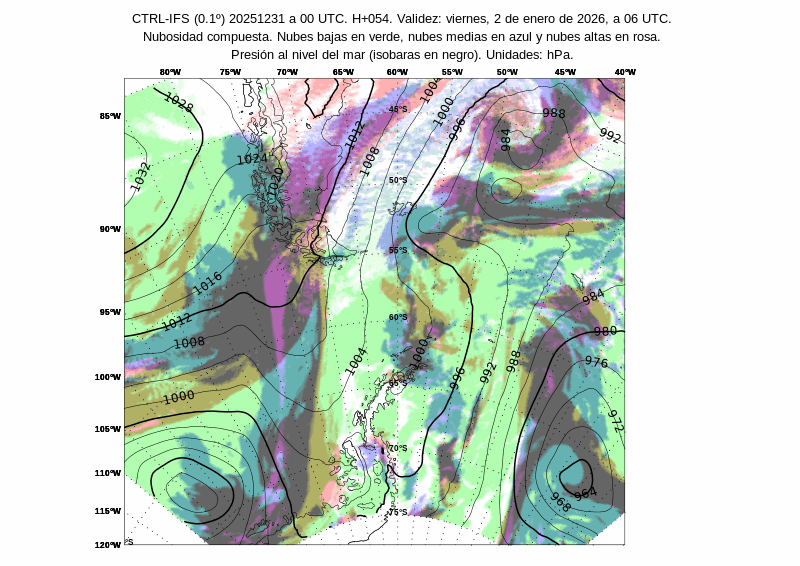 CTRL-IFS (0.1º) 20251231 a 00 UTC. H+054. Validez: viernes, 2 de enero de 2026, a 06 UTC.
Nubosidad compuesta. Nubes bajas en verde, nubes medias en azul y nubes altas en rosa.
Presión al nivel del mar (isobaras en negro). Unidades: hPa.
80ºW 75ºW 70ºW 65ºW 60ºW 55ºW 50ºW 45ºW 40ºW
1028 1004 45ºS 1000 988
85ºW 996 984 992
1012
1024 1008
1032 1020 50ºS
90ºW
55ºS
1016 984
95ºW 1012 60ºS 980
1008 1004 1000 992 988 976
100ºW 65ºS 996
1000
105ºW 972
70ºS
110ºW
964
968
115ºW 75ºS
120ºW ºS